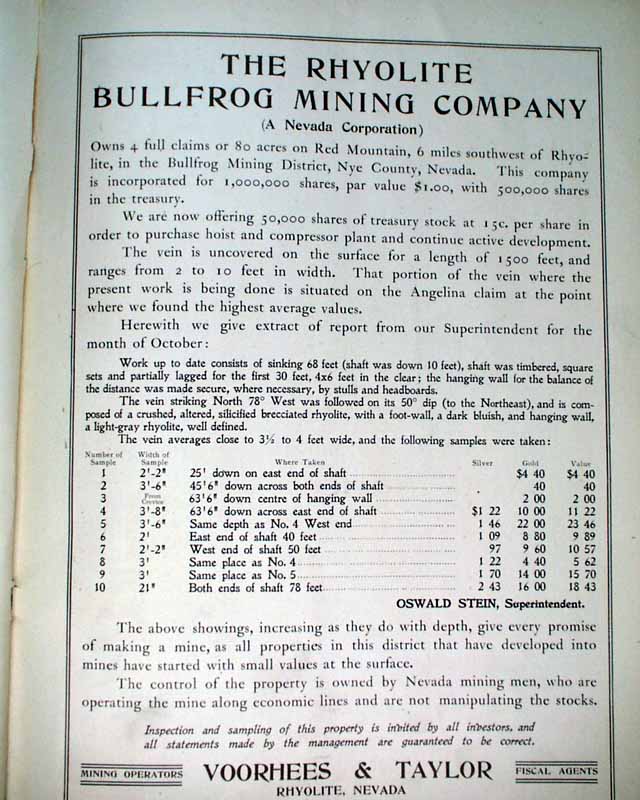 THE RHYOLITE
BULLFROG MINING COMPANY
(A Nevada Corporation)
Owns 4 full claims or 80 acres on Red Mountain, 6 miles southwest of Rhyo-
lite, in the Bullfrog Mining District, Nye County, Nevada. This company
is incorporated for 1,000,000 shares, par value $1.00, with 500,000 shares
in the treasury.
We are now offering 50,000 shares of treasury stock at 15c. per share in
order to purchase hoist and compressor plant and continue active development.
The vein is uncovered on the surface for a length of 1500 feet, and
ranges from 2 to 10 feet in width. That portion of the vein where the
present work is being done is situated on the Angelina claim at the point
where we found the highest average values.
Herewith we give extract of report from our Superintendent for the
month of October:
Work up to date consists of sinking 68 feet (shaft was down 10 feet), shaft was timbered, square
sets and partially lagged for the first 30 feet, 4x6 feet in the clear; the hanging wall for the balance of
the distance was made secure, where necessary, by stulls and headboards.
The vein striking North 78° West was followed on its 50° dip (to the Northeast), and is com-
posed of a crushed, altered, silicified brecciated rhyolite, with a foot-wall, a dark bluish, and hanging wall,
a light-gray rhyolite, well defined.
The vein averages close to 3½ to 4 feet wide, and the following samples were taken:
Number of Sample Width of Sample Where Taken Silver Gold Value
1 2'-2" 25' down on east end of shaft $4 40 $4 40
2 3'-6" 45'6" down across both ends of shaft 40 40
3 From Crevice 63'6" down centre of hanging wall 2 00 2 00
4 3'-8" 63'6" down across east end of shaft $1 22 10 00 11 22
5 3'-6" Same depth as No. 4 West end 1 46 22 00 23 46
6 2' East end of shaft 40 feet 1 09 8 80 9 89
7 2'-2" West end of shaft 50 feet 97 9 60 10 57
8 3' Same place as No. 4 1 22 4 40 5 62
9 3' Same place as No. 5 1 70 14 00 15 70
10 21" Both ends of shaft 78 feet 2 43 16 00 18 43
OSWALD STEIN, Superintendent.
The above showings, increasing as they do with depth, give every promise
of making a mine, as all properties in this district that have developed into
mines have started with small values at the surface.
The control of the property is owned by Nevada mining men, who are
operating the mine along economic lines and are not manipulating the stocks.
Inspection and sampling of this property is invited by all investors, and
all statements made by the management are guaranteed to be correct.
MINING OPERATORS VOORHEES & TAYLOR FISCAL AGENTS
RHYOLITE, NEVADA